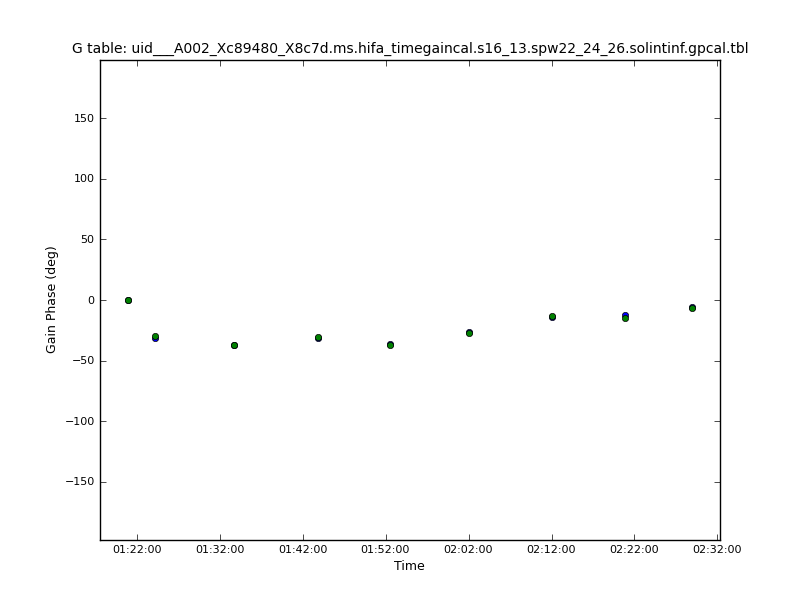 G table: uid___A002_Xc89480_X8c7d.ms.hifa_timegaincal.s16_13.spw22_24_26.solintinf.gpcal.tbl
150
100
50
0
−50
−100
−150
Gain Phase (deg)
01:22:00 01:32:00 01:42:00 01:52:00 02:02:00 02:12:00 02:22:00 02:32:00
Time